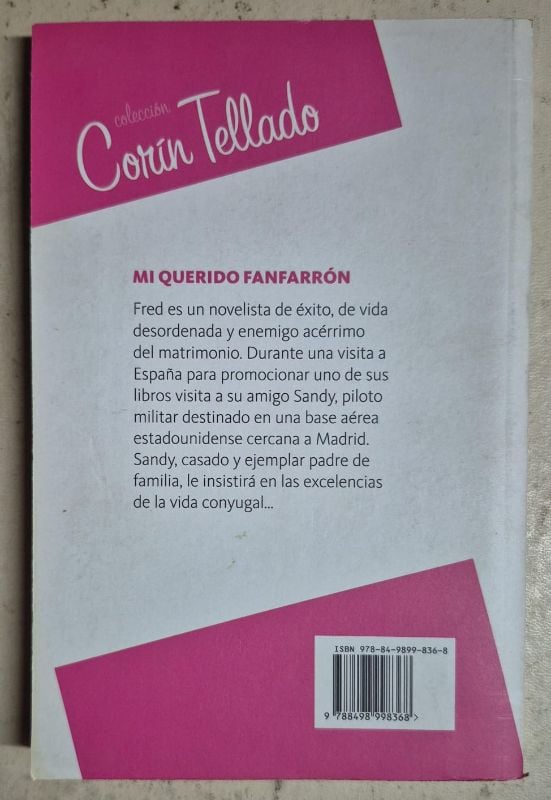 colección
Corín Tellado
MI QUERIDO FANFARRÓN
Fred es un novelista de éxito, de vida
desordenada y enemigo acérrimo
del matrimonio. Durante una visita a
España para promocionar uno de sus
libros visita a su amigo Sandy, piloto
militar destinado en una base aérea
estadounidense cercana a Madrid.
Sandy, casado y ejemplar padre de
familia, le insistirá en las excelencias
de la vida conyugal...
ISBN 978-84-9899-836-8
9 788498 998368 >